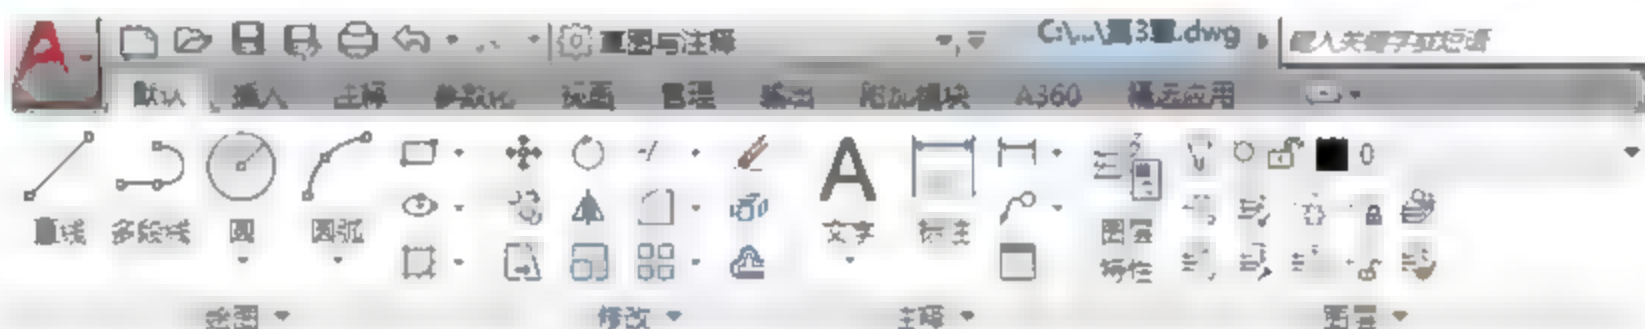 草图与注释 C:\...\第3章.dwg 键入关键字或短语
默认 插入 注释 参数化 视图 管理 输出 附加模块 A360 精选应用
A 0
直线 多段线 圆 圆弧 文字 标注 图层
特性
绘图 修改 注释 图层